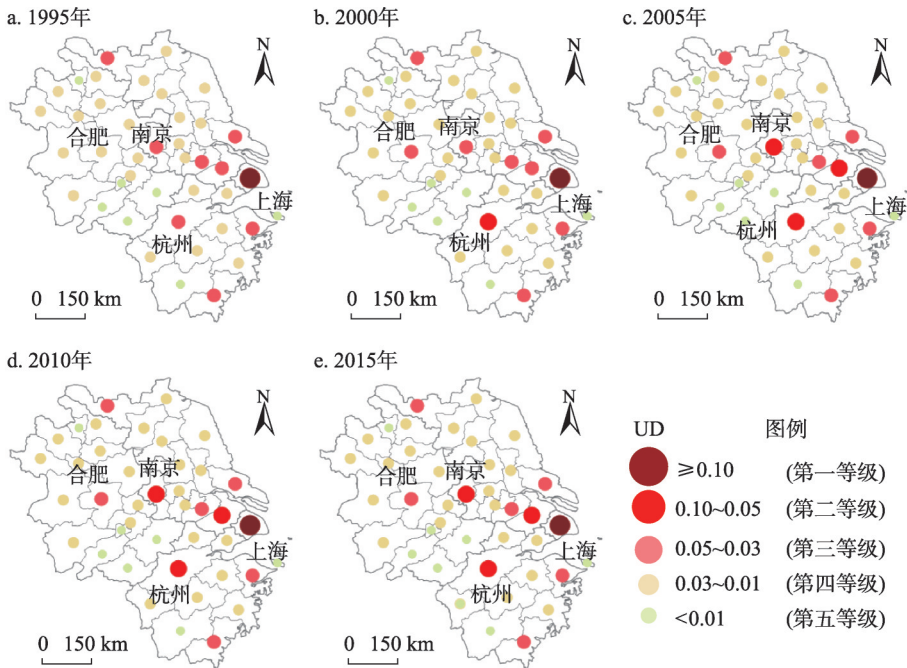 a. 1995年
N
合肥
南京
上海
杭州
0 150 km
b. 2000年
N
合肥
南京
上海
杭州
0 150 km
c. 2005年
N
合肥
南京
上海
杭州
0 150 km
d. 2010年
N
合肥
南京
上海
杭州
0 150 km
e. 2015年
N
合肥
南京
上海
杭州
0 150 km
UD 图例
≥0.10 (第一等级)
0.10~0.05 (第二等级)
0.05~0.03 (第三等级)
0.03~0.01 (第四等级)
<0.01 (第五等级)